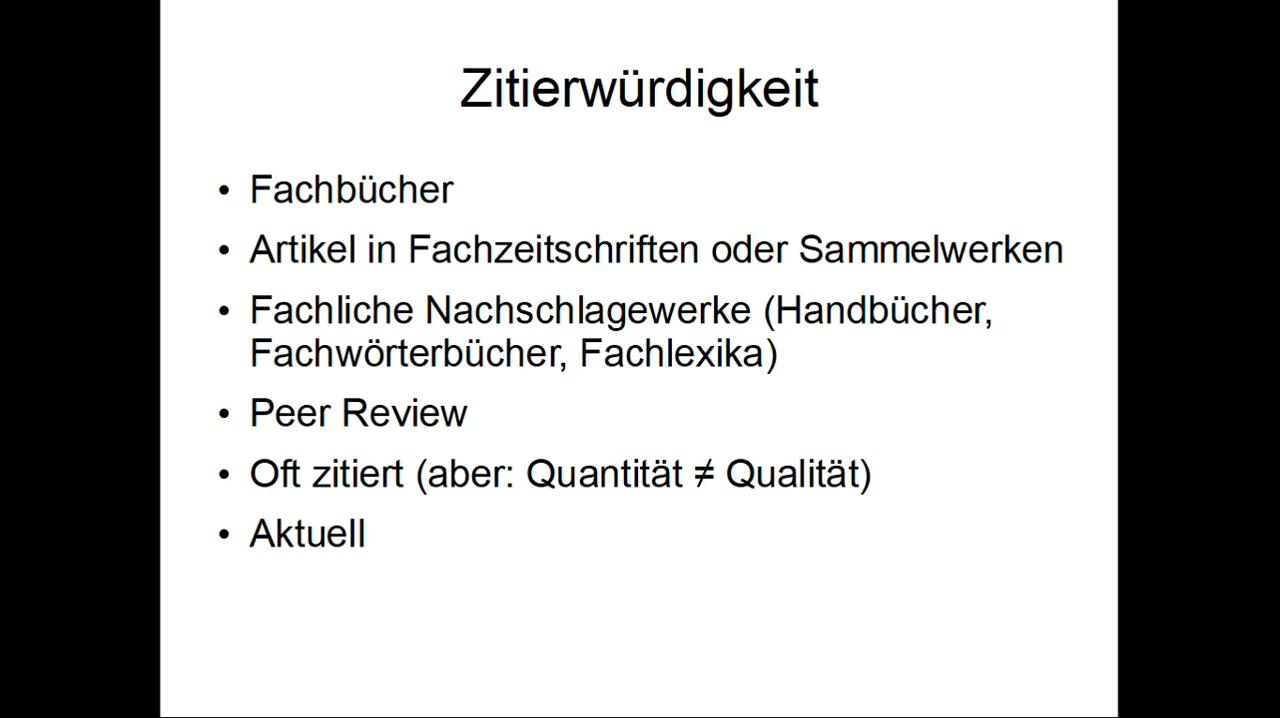 Zitierwürdigkeit
• Fachbücher
• Artikel in Fachzeitschriften oder Sammelwerken
• Fachliche Nachschlagewerke (Handbücher,
Fachwörterbücher, Fachlexika)
• Peer Review
• Oft zitiert (aber: Quantität ≠ Qualität)
• Aktuell